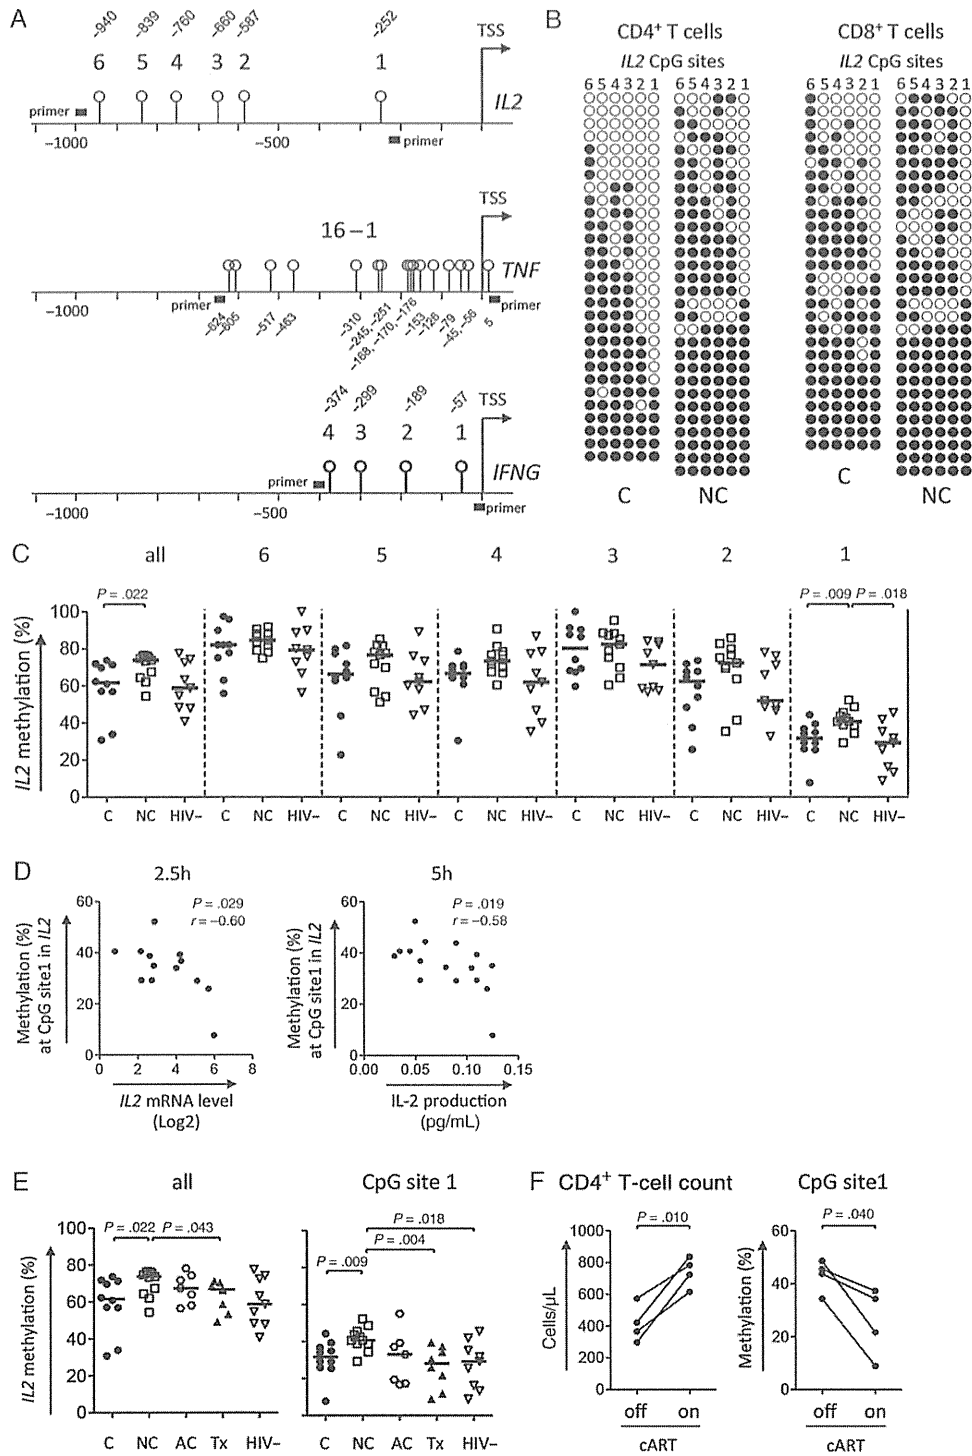 A
-940 -839 -760 -660 -587 -252
TSS
6 5 4 3 2 1
primer
IL2
primer
-1000 -500
TSS
16 – 1
TNF
-1000
primer
primer
-624 -605 -517 -463 -310 -245, -251 -168, -170, -176 -153 -126 -79 -45, -56 5
-374 -299 -189 -57
TSS
4 3 2 1
primer
IFNG
-1000 -500
primer
B
CD4+ T cells CD8+ T cells
IL2 CpG sites IL2 CpG sites
6 5 4 3 2 1 6 5 4 3 2 1 6 5 4 3 2 1 6 5 4 3 2 1
C NC C NC
C
all 6 5 4 3 2 1
P = .022 P = .009 P = .018
IL2 methylation (%)
100
80
60
40
20
0
C NC HIV– C NC HIV– C NC HIV– C NC HIV– C NC HIV– C NC HIV– C NC HIV–
D
2.5h
P = .029
r = –0.60
Methylation (%)
at CpG site1 in IL2
60
40
20
0
0 2 4 6 8
IL2 mRNA level
(Log2)
5h
P = .019
r = –0.58
Methylation (%)
at CpG site1 in IL2
60
40
20
0
0.00 0.05 0.10 0.15
IL-2 production
(pg/mL)
E
all
P = .022 P = .043
IL2 methylation (%)
100
80
60
40
20
0
C NC AC Tx HIV–
CpG site 1
P = .018
P = .004
P = .009
C NC AC Tx HIV–
F
CD4+ T-cell count
P = .010
Cells/µL
1000
800
600
400
200
0
off on
cART
CpG site1
P = .040
Methylation (%)
60
40
20
0
off on
cART